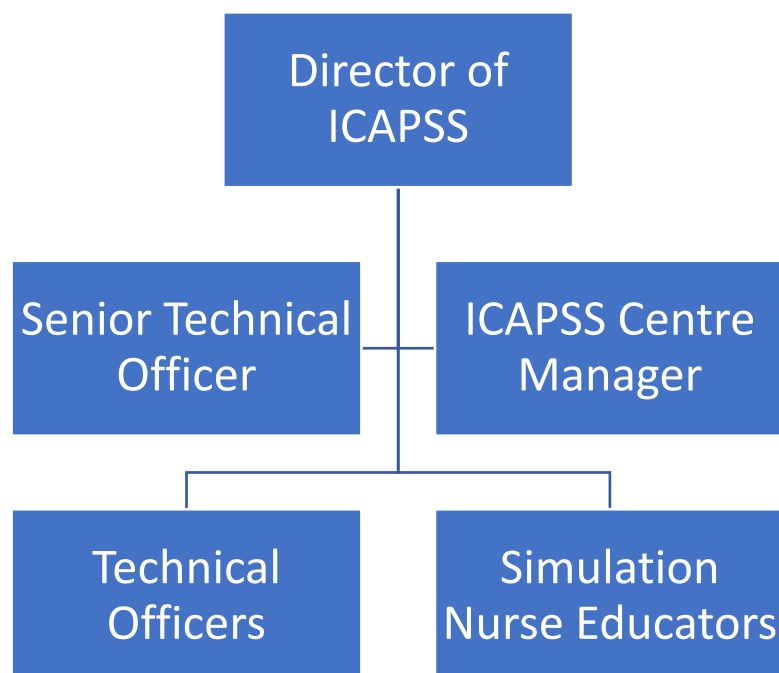 Director of
ICAPSS
Senior Technical
Officer
ICAPSS Centre
Manager
Technical
Officers
Simulation
Nurse Educators